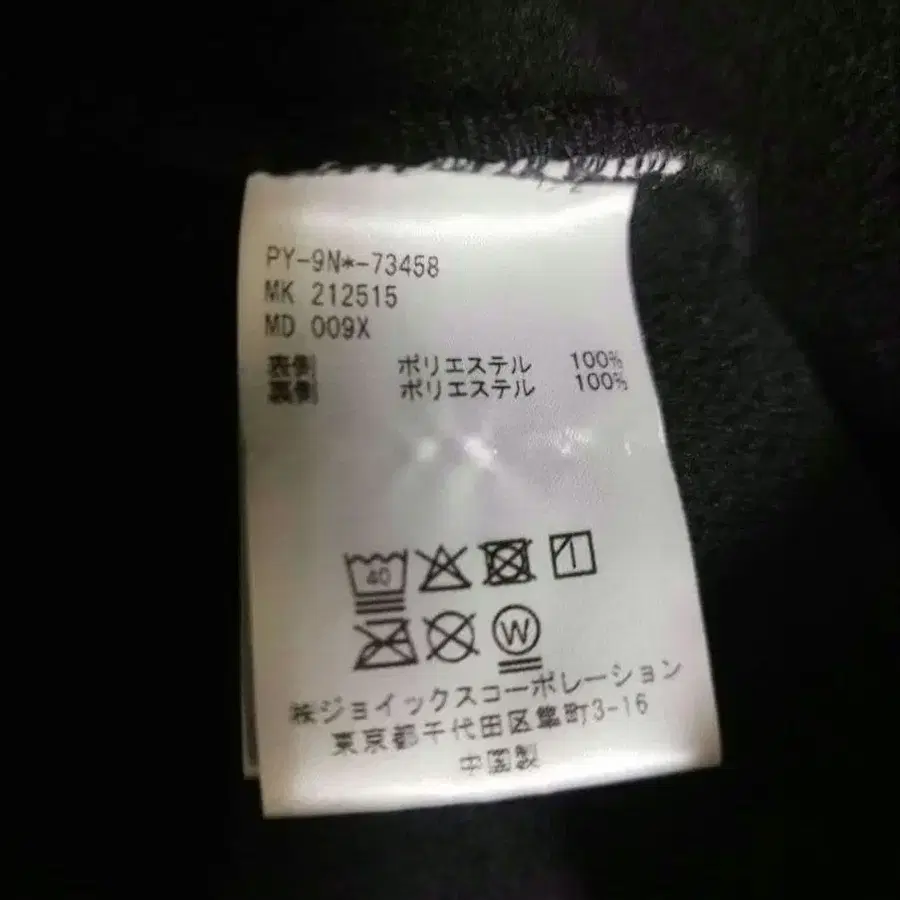 PY-9N*-73458
MK 212515
MD 009X
表側 ポリエステル 100%
裏側 ポリエステル 100%
40
W
㈱ジョイックスコーポレーション
東京都千代田区隼町3-16
中国製